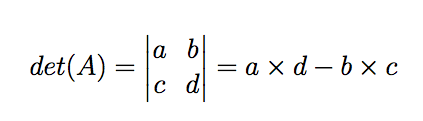 det(A) = |a b| = a × d − b × c
|c d|